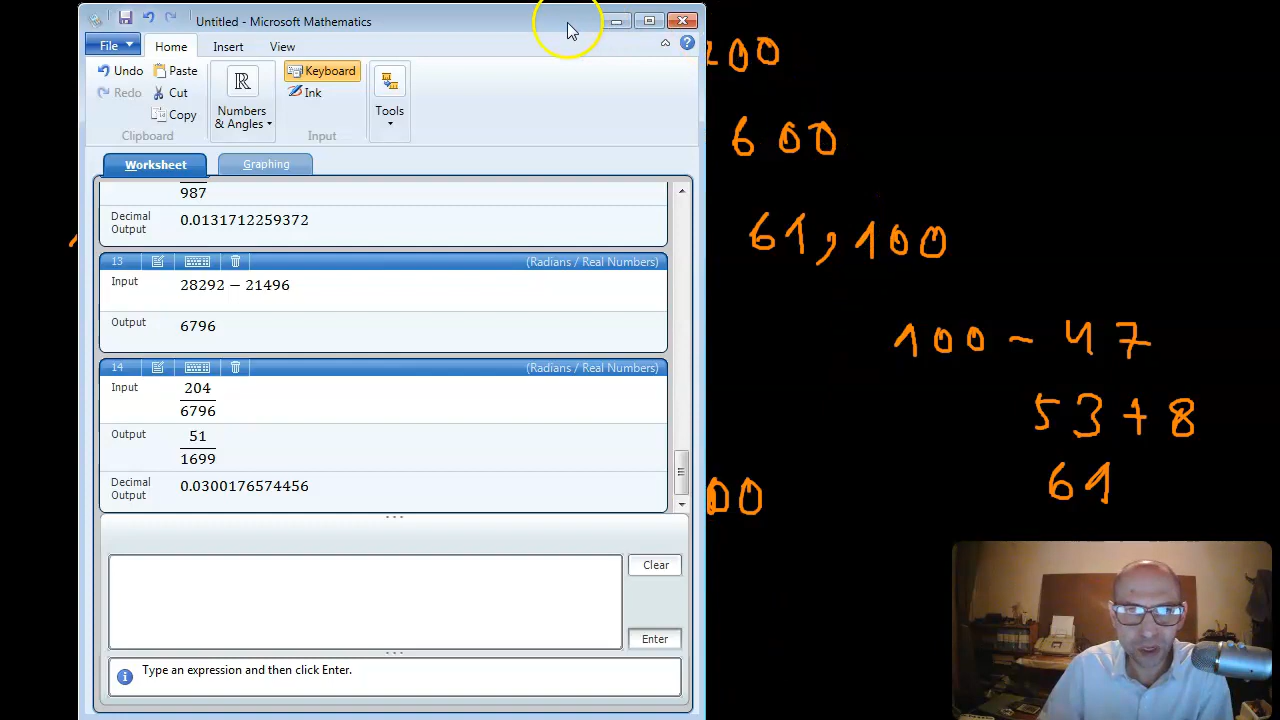 Untitled - Microsoft Mathematics
File Home Insert View
Undo Paste
Redo Cut
Copy
Clipboard
Numbers & Angles
Keyboard
Ink
Input
Tools
Worksheet Graphing
987
Decimal Output 0.0131712259372
13 (Radians / Real Numbers)
Input 28292 − 21496
Output 6796
14 (Radians / Real Numbers)
Input 204
6796
Output 51
1699
Decimal Output 0.0300176574456
Clear
Enter
Type an expression and then click Enter.
00
600
61,100
100 - 47
53+8
61
00